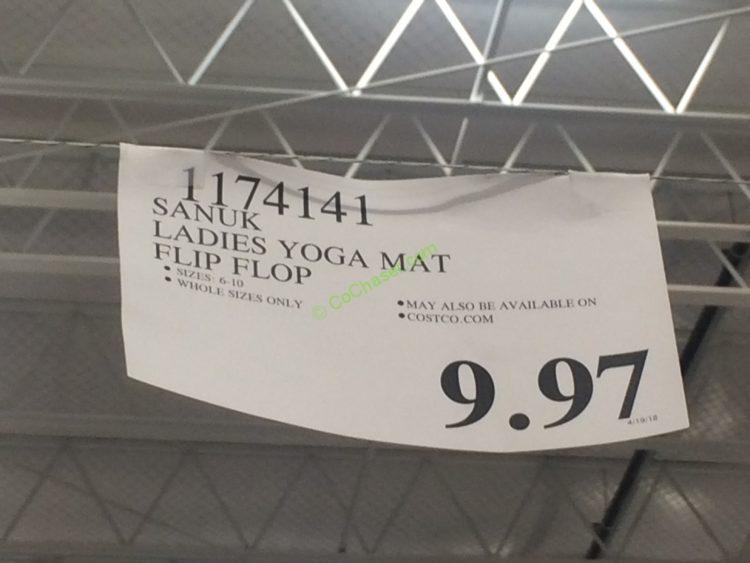 1174141
SANUK
LADIES YOGA MAT
FLIP FLOP
• SIZES: 6-10
• WHOLE SIZES ONLY
© CoChaser.com
•MAY ALSO BE AVAILABLE ON
•COSTCO.COM
9.97
4/19/18